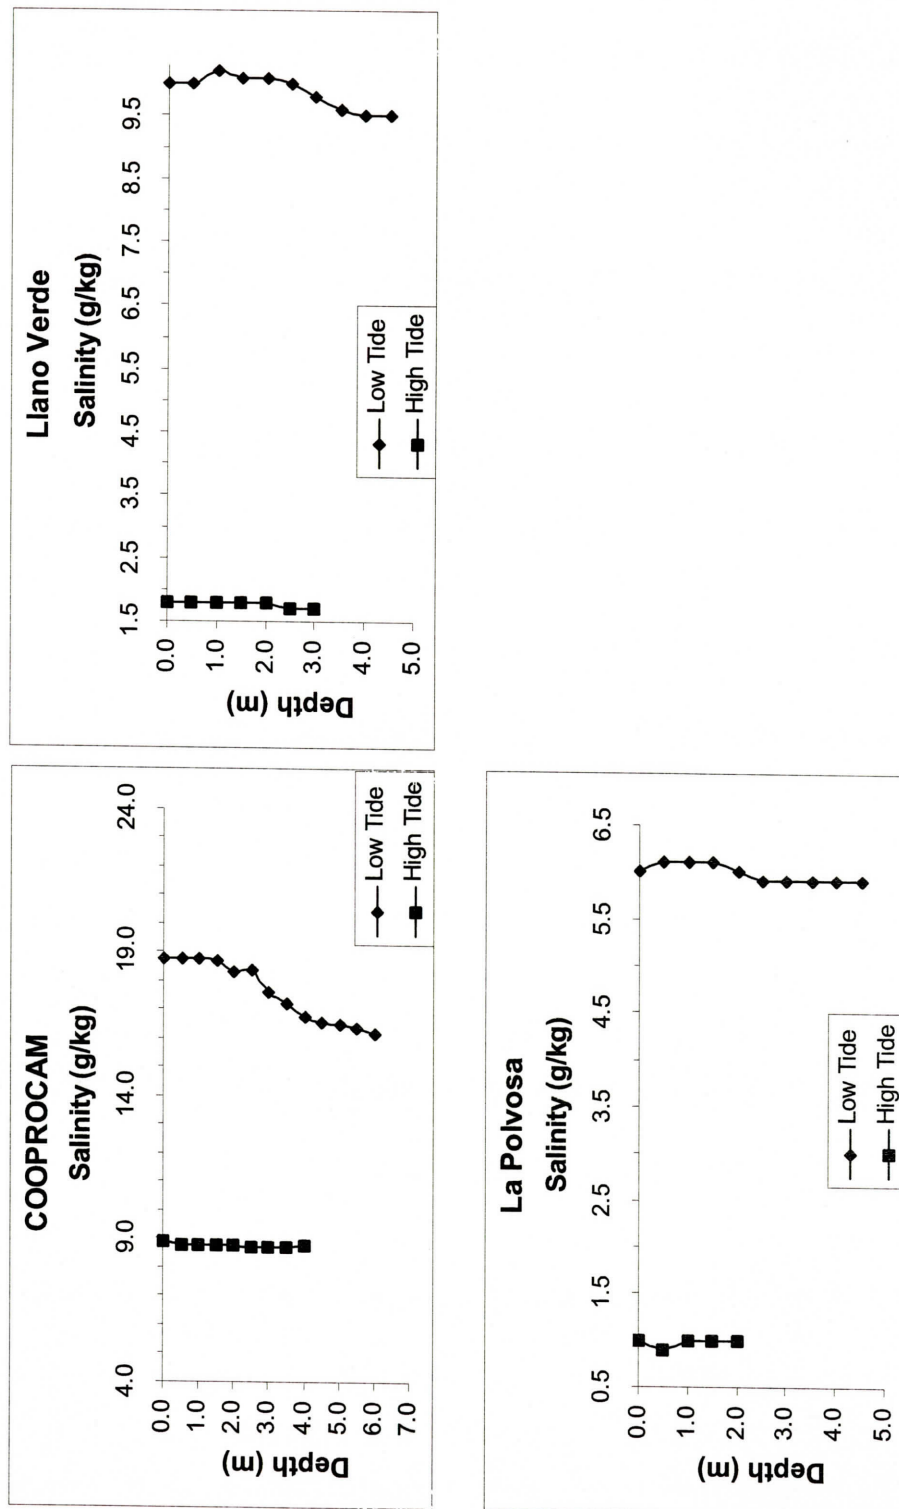 COOPROCAM
Salinity (g/kg)
4.0 9.0 14.0 19.0 24.0
0.0
1.0
2.0
3.0
4.0
5.0
6.0
7.0
Depth (m)
Low Tide
High Tide
Llano Verde
Salinity (g/kg)
1.5 2.5 3.5 4.5 5.5 6.5 7.5 8.5 9.5
0.0
1.0
2.0
3.0
4.0
5.0
Depth (m)
Low Tide
High Tide
La Polvosa
Salinity (g/kg)
0.5 1.5 2.5 3.5 4.5 5.5 6.5
0.0
1.0
2.0
3.0
4.0
5.0
Depth (m)
Low Tide
High Tide